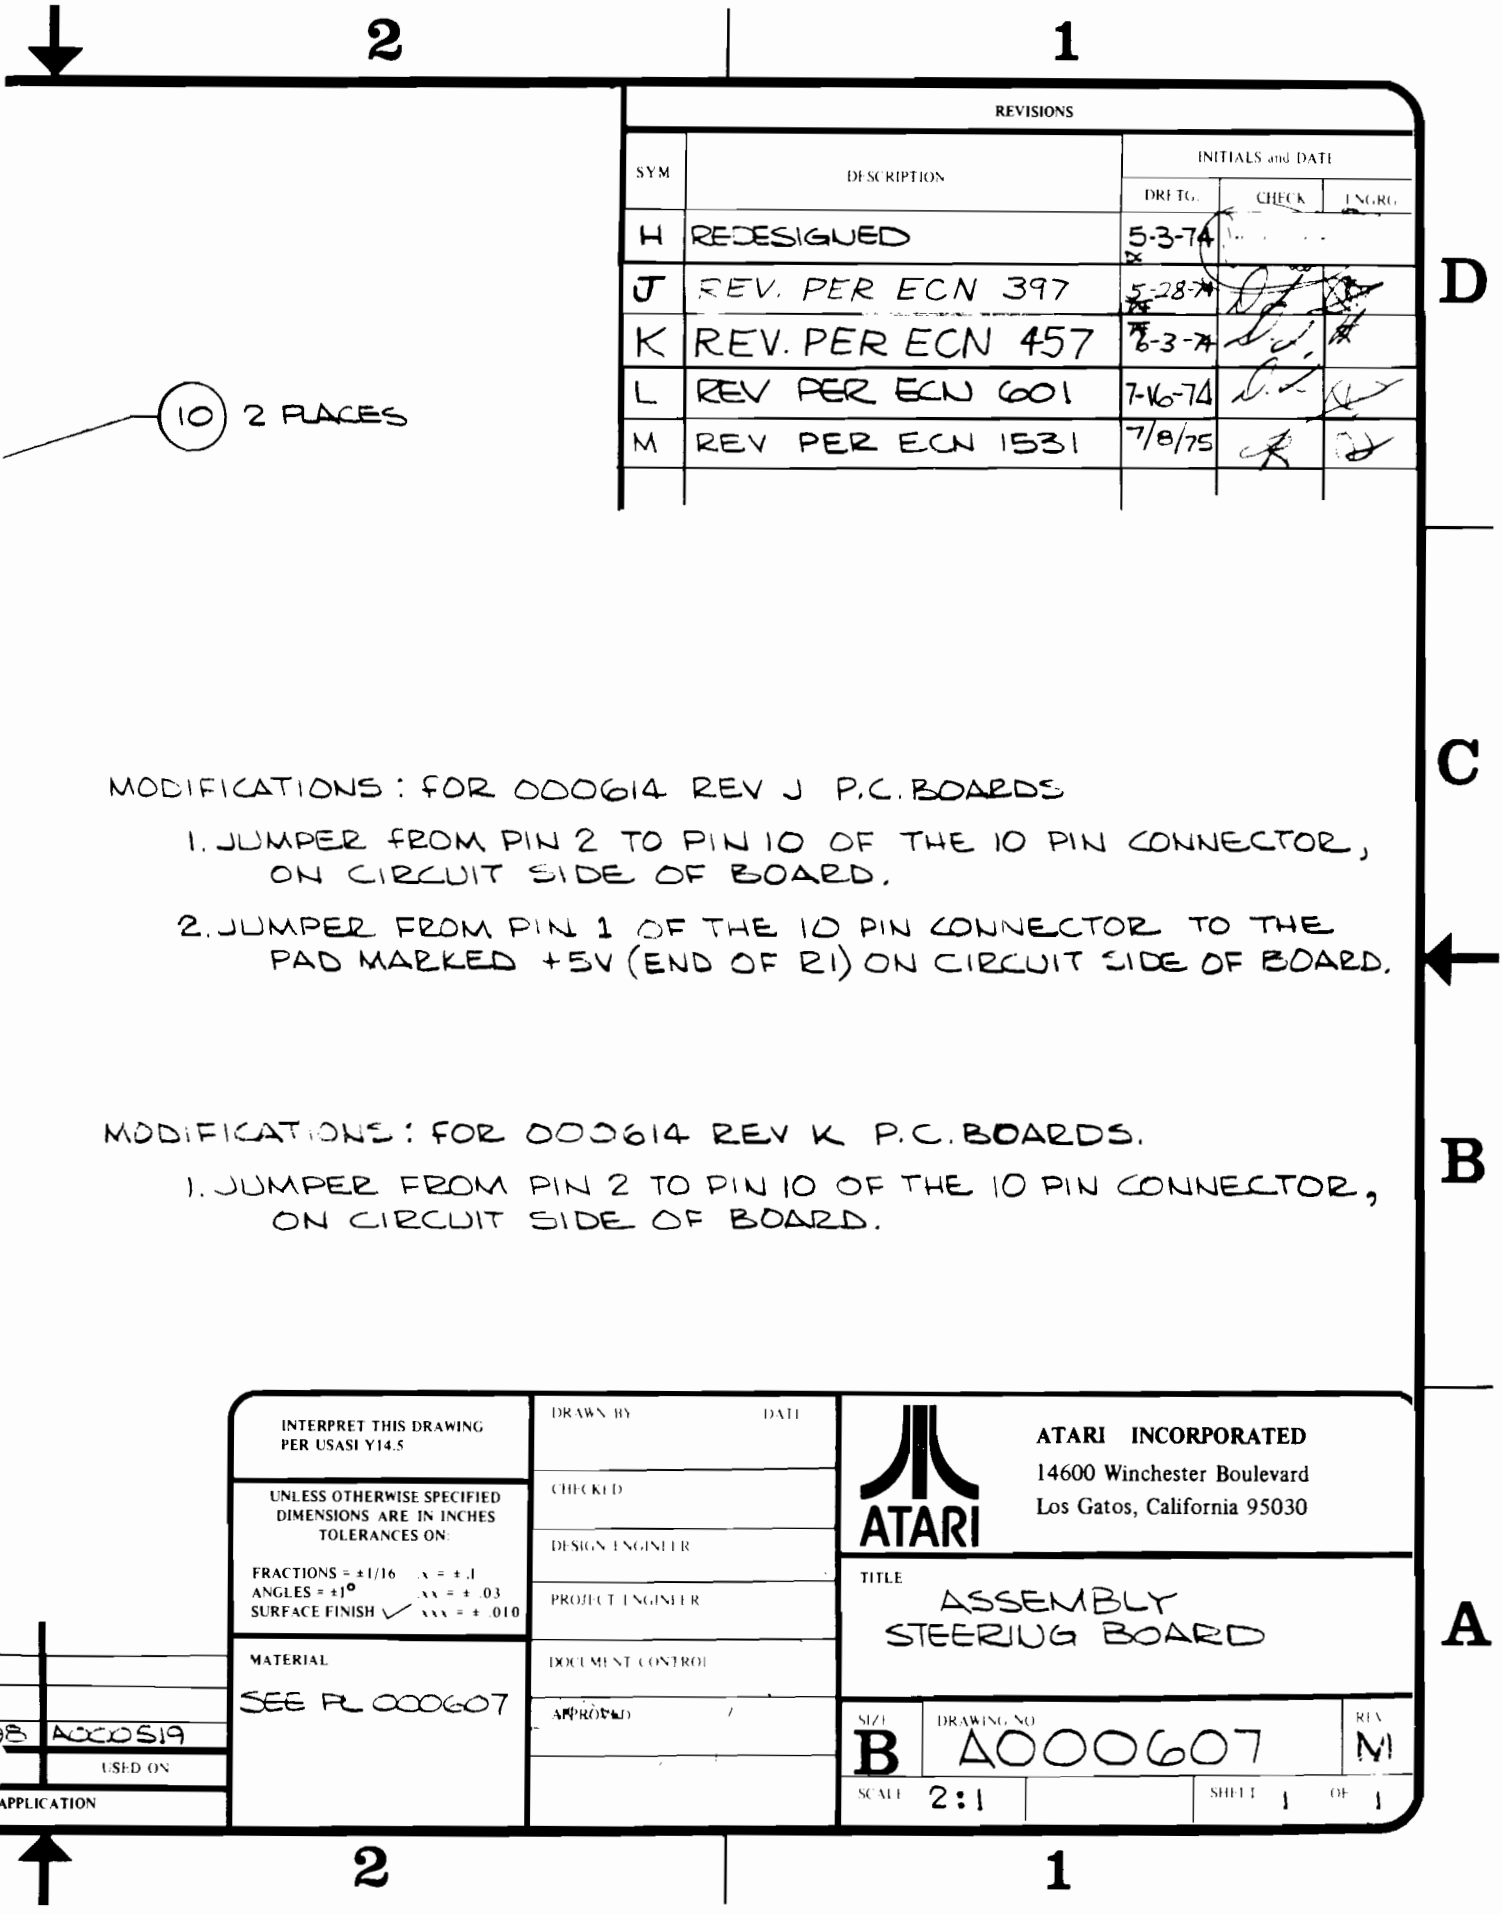 2 1
REVISIONS
SYM DESCRIPTION INITIALS and DATE
DRFTG. CHECK ENGRG.
H REDESIGNED 5-3-74
J REV. PER ECN 397 5-28-74
K REV. PER ECN 457 6-3-74
L REV PER ECN 601 7-16-74
M REV PER ECN 1531 7/8/75
D
10 2 PLACES
C
MODIFICATIONS: FOR 000614 REV J P.C. BOARDS
1. JUMPER FROM PIN 2 TO PIN 10 OF THE 10 PIN CONNECTOR,
ON CIRCUIT SIDE OF BOARD.
2. JUMPER FROM PIN 1 OF THE 10 PIN CONNECTOR TO THE
PAD MARKED +5V (END OF R1) ON CIRCUIT SIDE OF BOARD.
MODIFICATIONS: FOR 000614 REV K P.C. BOARDS.
B
1. JUMPER FROM PIN 2 TO PIN 10 OF THE 10 PIN CONNECTOR,
ON CIRCUIT SIDE OF BOARD.
INTERPRET THIS DRAWING
PER USASI Y14.5
UNLESS OTHERWISE SPECIFIED
DIMENSIONS ARE IN INCHES
TOLERANCES ON:
FRACTIONS = ±1/16 .x = ± .1
ANGLES = ±1° .xx = ± .03
SURFACE FINISH ✓ .xxx = ± .010
MATERIAL
SEE PL 000607
DRAWN BY DATE
CHECKED
DESIGN ENGINEER
PROJECT ENGINEER
DOCUMENT CONTROL
APPROVED
ATARI
ATARI INCORPORATED
14600 Winchester Boulevard
Los Gatos, California 95030
TITLE
ASSEMBLY
STEERING BOARD
A
SIZE DRAWING NO REV
B A000607 M
SCALE 2:1 SHEET 1 OF 1
A000519
USED ON
APPLICATION
2 1